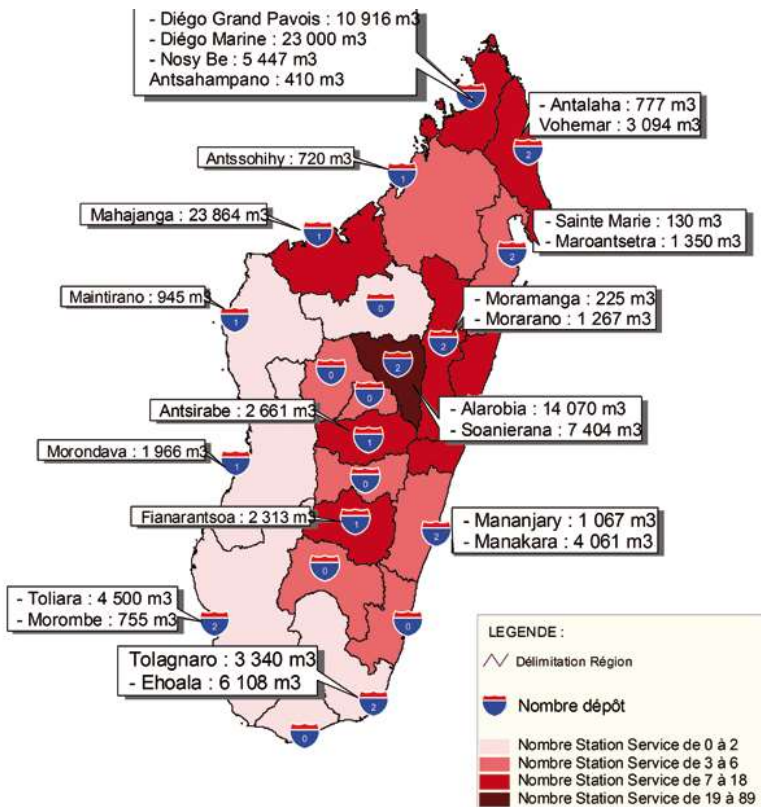 - Diégo Grand Pavois : 10 916 m3
- Diégo Marine : 23 000 m3
- Nosy Be : 5 447 m3
Antsahampano : 410 m3
- Antalaha : 777 m3
Vohemar : 3 094 m3
2
Antssohihy : 720 m3
1
Mahajanga : 23 864 m3
1
- Sainte Marie : 130 m3
- Maroantsetra : 1 350 m3
2
Maintirano : 945 m3
1
0
- Moramanga : 225 m3
- Morarano : 1 267 m3
2
2
0
0
Antsirabe : 2 661 m3
1
- Alarobia : 14 070 m3
- Soanierana : 7 404 m3
Morondava : 1 966 m3
1
0
Fianarantsoa : 2 313 m3
1
- Mananjary : 1 067 m3
- Manakara : 4 061 m3
2
0
- Toliara : 4 500 m3
- Morombe : 755 m3
2
0
Tolagnaro : 3 340 m3
- Ehoala : 6 108 m3
2
0
LEGENDE :
Délimitation Région
Nombre dépôt
Nombre Station Service de 0 à 2
Nombre Station Service de 3 à 6
Nombre Station Service de 7 à 18
Nombre Station Service de 19 à 89